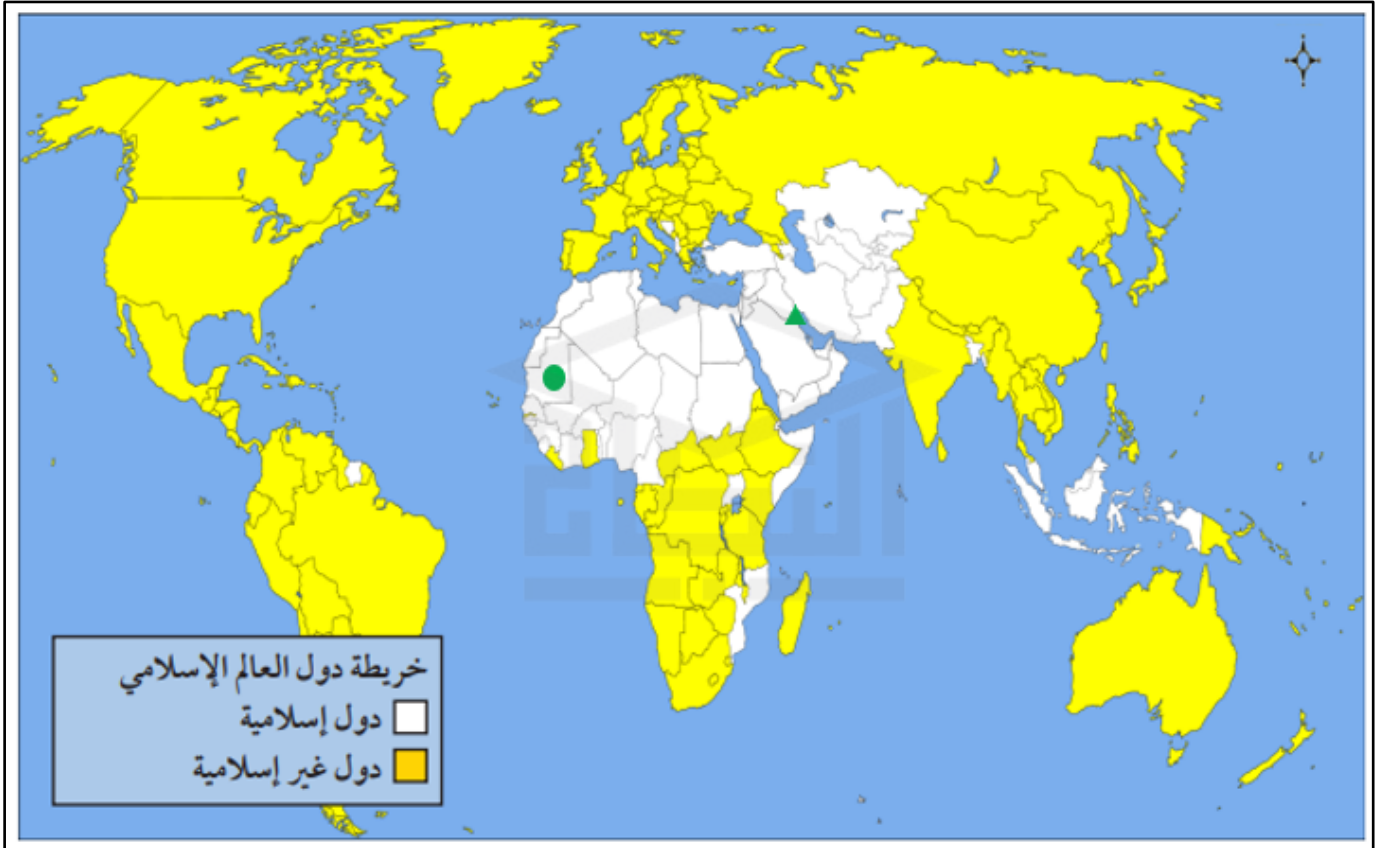 خريطة دول العالم الإسلامي
دول إسلامية
دول غير إسلامية